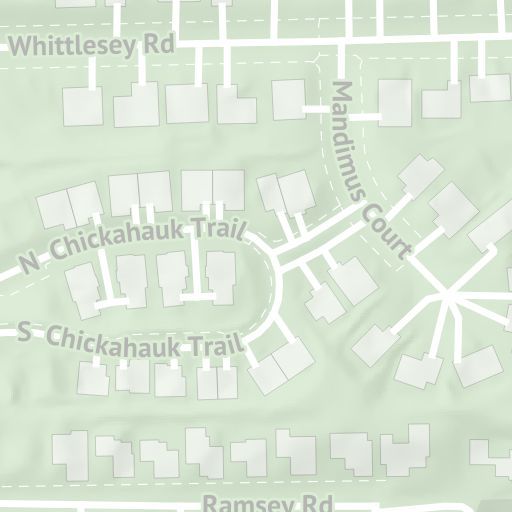 Whittlesey Rd
Mandimus Court
N Chickahauk Trail
S Chickahauk Trail
Ramsey Rd